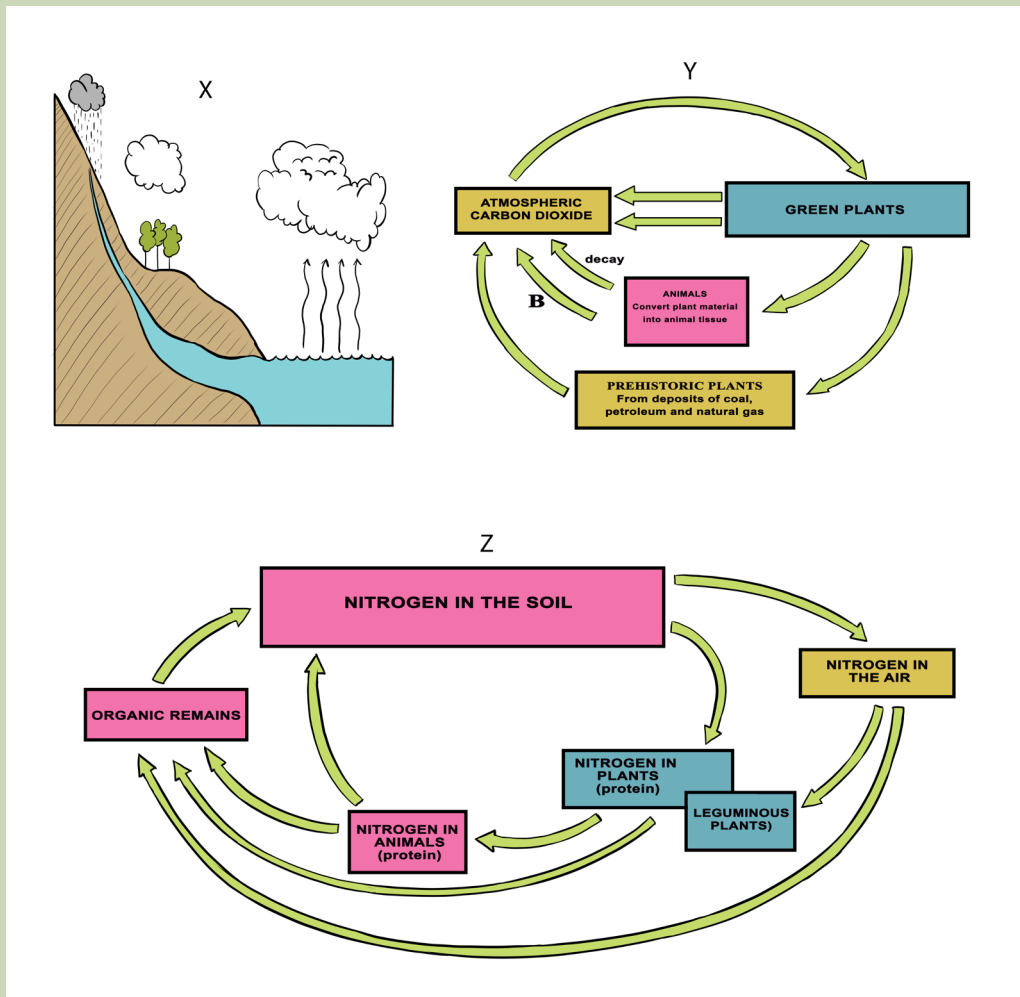 X
Y
ATMOSPHERIC
CARBON DIOXIDE
GREEN PLANTS
decay
B
ANIMALS
Convert plant material
into animal tissue
PREHISTORIC PLANTS
From deposits of coal,
petroleum and natural gas
Z
NITROGEN IN THE SOIL
NITROGEN IN
THE AIR
ORGANIC REMAINS
NITROGEN IN
PLANTS
(protein)
LEGUMINOUS
PLANTS)
NITROGEN IN
ANIMALS
(protein)